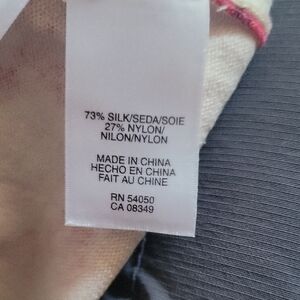 73% SILK/SEDA/SOIE
27% NYLON/
NILON/NYLON
MADE IN CHINA
HECHO EN CHINA
FAIT AU CHINE
RN 54050
CA 08349